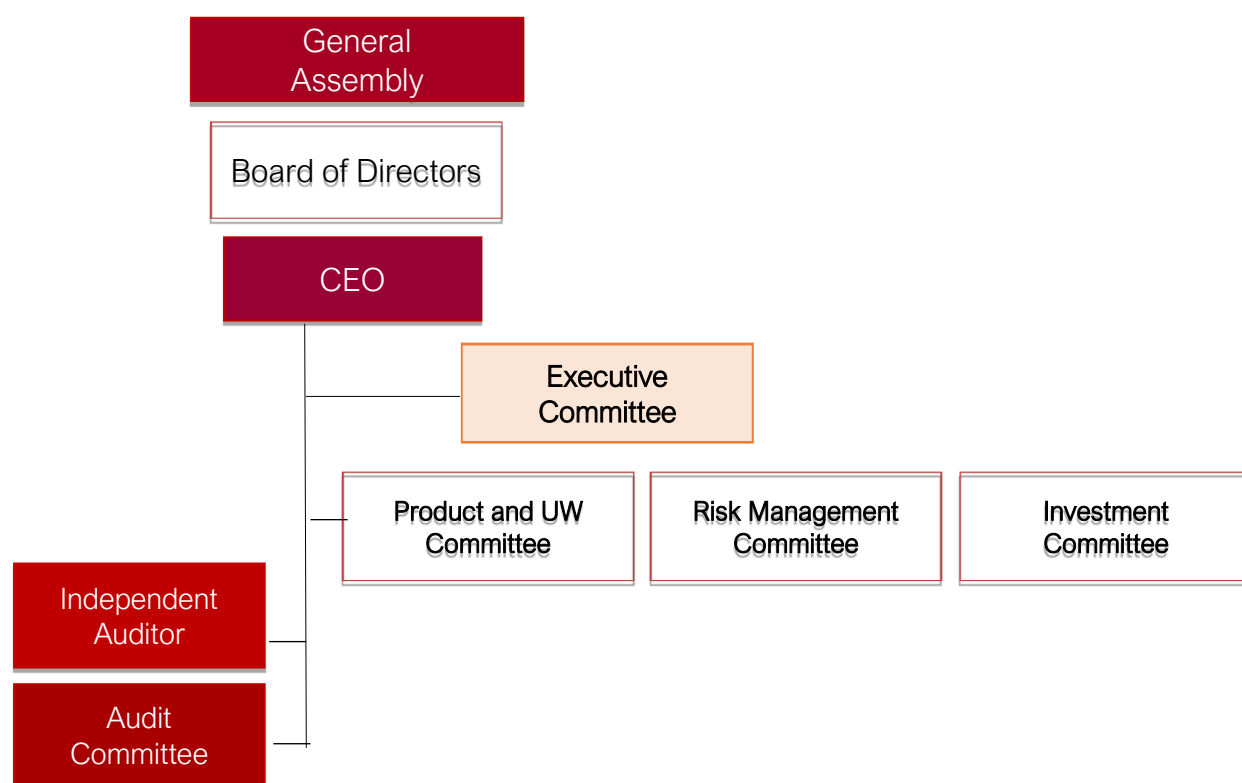 General
Assembly
Board of Directors
CEO
Executive
Committee
Product and UW
Committee
Risk Management
Committee
Investment
Committee
Independent
Auditor
Audit
Committee